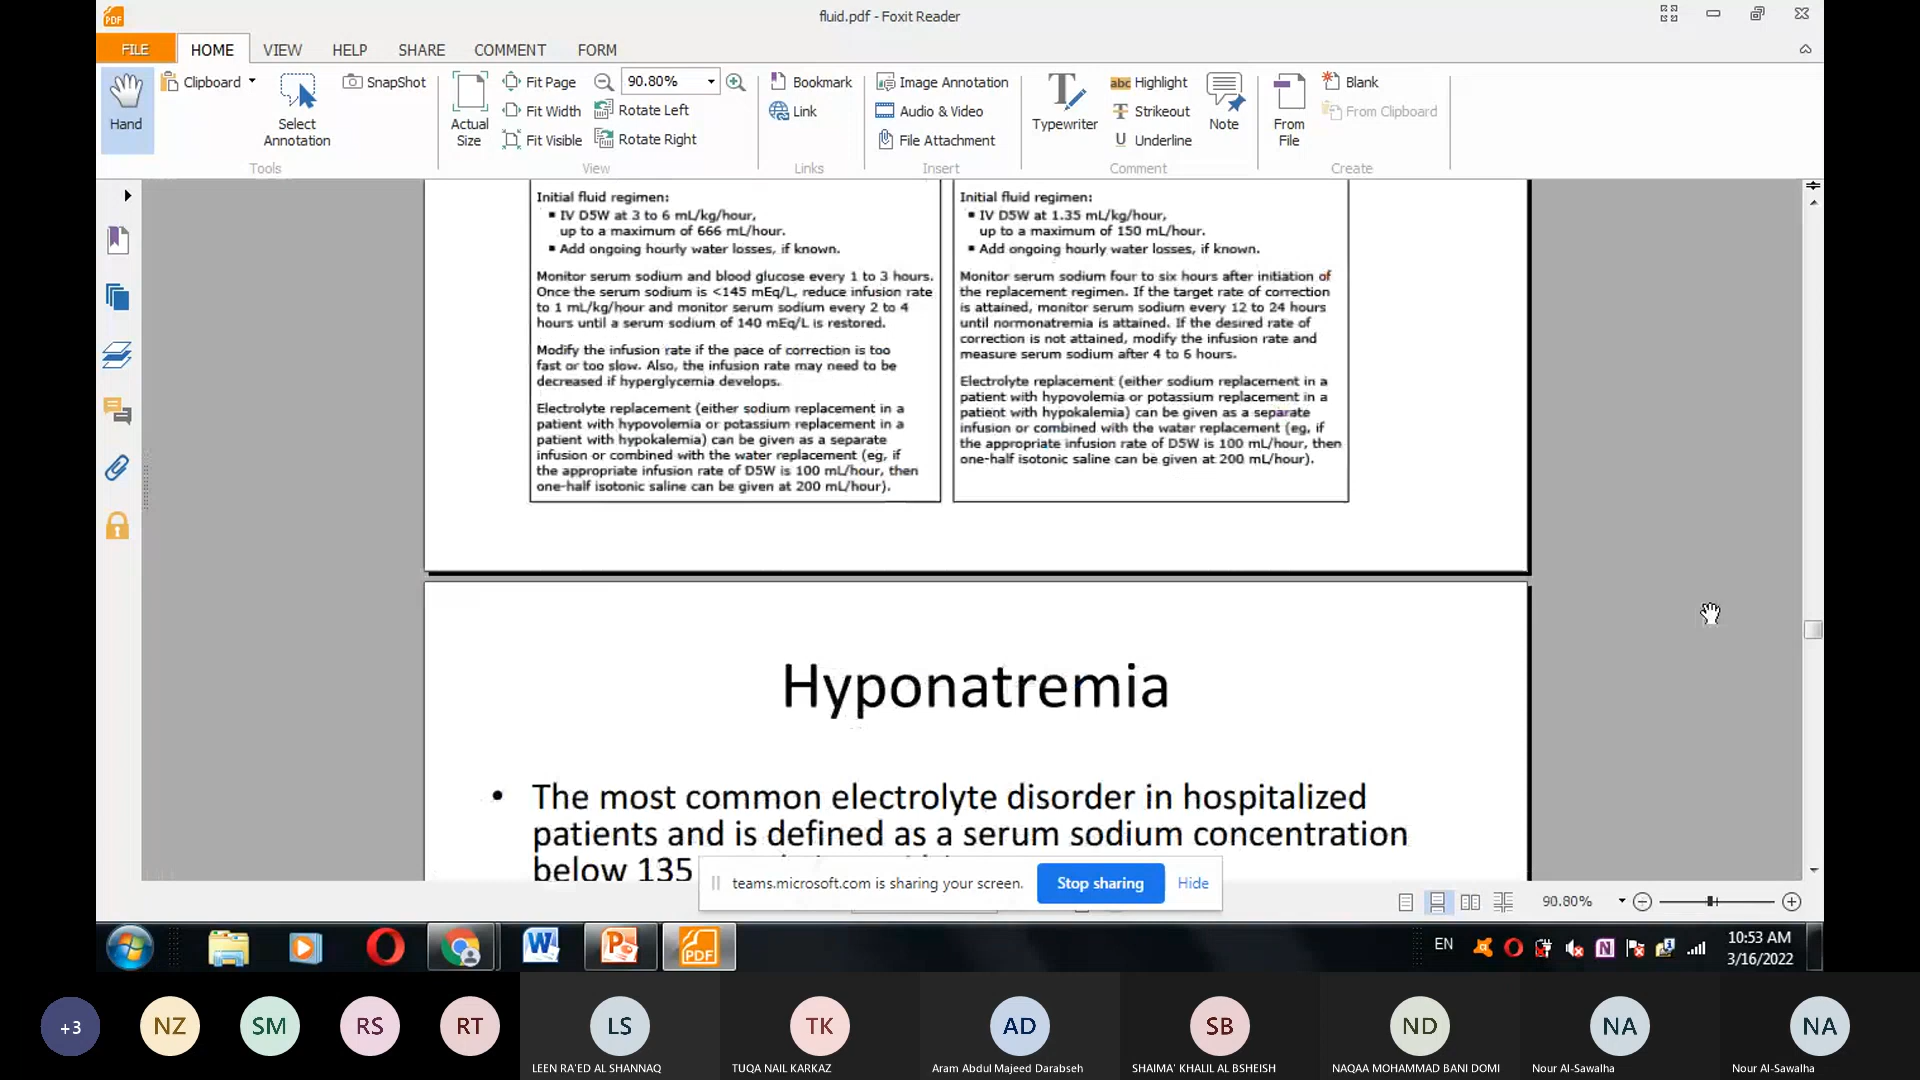 fluid.pdf - Foxit Reader
FILE
HOME
VIEW
HELP
SHARE
COMMENT
FORM
Hand
Clipboard
Select
Annotation
SnapShot
Tools
Actual
Size
Fit Page
Fit Width
Fit Visible
90.80%
Rotate Left
Rotate Right
View
Bookmark
Link
Links
Image Annotation
Audio & Video
File Attachment
Insert
Typewriter
Highlight
Strikeout
Underline
Note
Comment
From
File
Blank
From Clipboard
Create
Initial fluid regimen:
▪ IV D5W at 3 to 6 mL/kg/hour,
up to a maximum of 666 mL/hour.
▪ Add ongoing hourly water losses, if known.
Monitor serum sodium and blood glucose every 1 to 3 hours.
Once the serum sodium is <145 mEq/L, reduce infusion rate
to 1 mL/kg/hour and monitor serum sodium every 2 to 4
hours until a serum sodium of 140 mEq/L is restored.
Modify the infusion rate if the pace of correction is too
fast or too slow. Also, the infusion rate may need to be
decreased if hyperglycemia develops.
Electrolyte replacement (either sodium replacement in a
patient with hypovolemia or potassium replacement in a
patient with hypokalemia) can be given as a separate
infusion or combined with the water replacement (eg, if
the appropriate infusion rate of D5W is 100 mL/hour, then
one-half isotonic saline can be given at 200 mL/hour).
Initial fluid regimen:
▪ IV D5W at 1.35 mL/kg/hour,
up to a maximum of 150 mL/hour.
▪ Add ongoing hourly water losses, if known.
Monitor serum sodium four to six hours after initiation of
the replacement regimen. If the target rate of correction
is attained, monitor serum sodium every 12 to 24 hours
until normonatremia is attained. If the desired rate of
correction is not attained, modify the infusion rate and
measure serum sodium after 4 to 6 hours.
Electrolyte replacement (either sodium replacement in a
patient with hypovolemia or potassium replacement in a
patient with hypokalemia) can be given as a separate
infusion or combined with the water replacement (eg, if
the appropriate infusion rate of D5W is 100 mL/hour, then
one-half isotonic saline can be given at 200 mL/hour).
Hyponatremia
• The most common electrolyte disorder in hospitalized
patients and is defined as a serum sodium concentration
below 135
teams.microsoft.com is sharing your screen.
Stop sharing
Hide
90.80%
EN
10:53 AM
3/16/2022
+3
NZ
SM
RS
RT
LS
TK
AD
SB
ND
NA
NA
LEEN RA'ED AL SHANNAQ
TUQA NAIL KARKAZ
Aram Abdul Majeed Darabseh
SHAIMA' KHALIL AL BSHEISH
NAQAA MOHAMMAD BANI DOMI
Nour Al-Sawalha
Nour Al-Sawalha